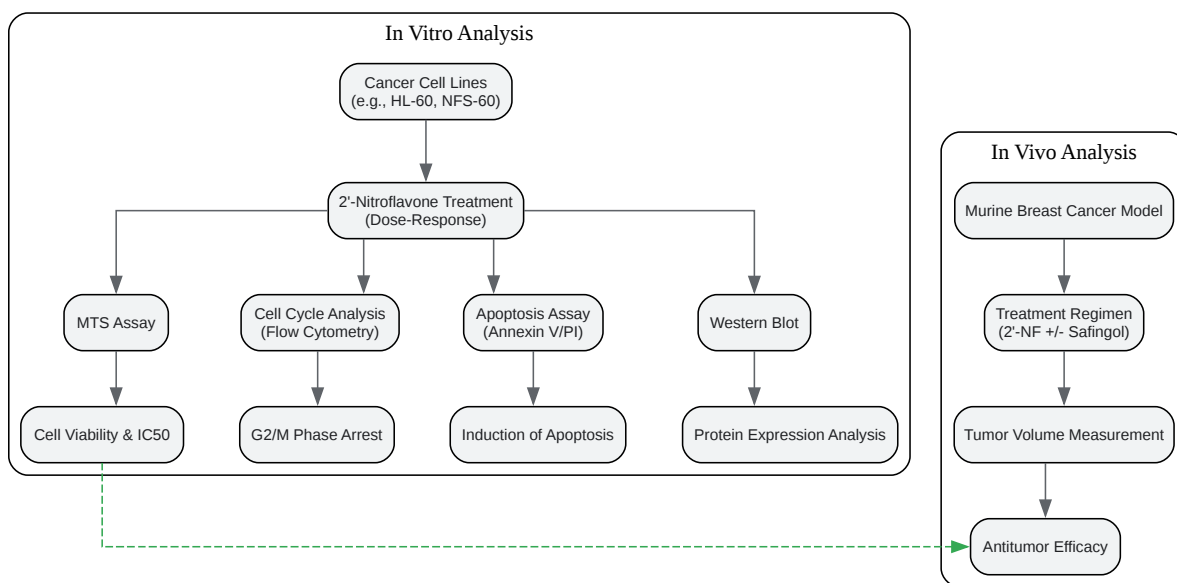 In Vitro Analysis
Cancer Cell Lines
(e.g., HL-60, NFS-60)
2'-Nitroflavone Treatment
(Dose-Response)
MTS Assay
Cell Cycle Analysis
(Flow Cytometry)
Apoptosis Assay
(Annexin V/PI)
Western Blot
Cell Viability & IC50
G2/M Phase Arrest
Induction of Apoptosis
Protein Expression Analysis
In Vivo Analysis
Murine Breast Cancer Model
Treatment Regimen
(2'-NF +/- Safingol)
Tumor Volume Measurement
Antitumor Efficacy